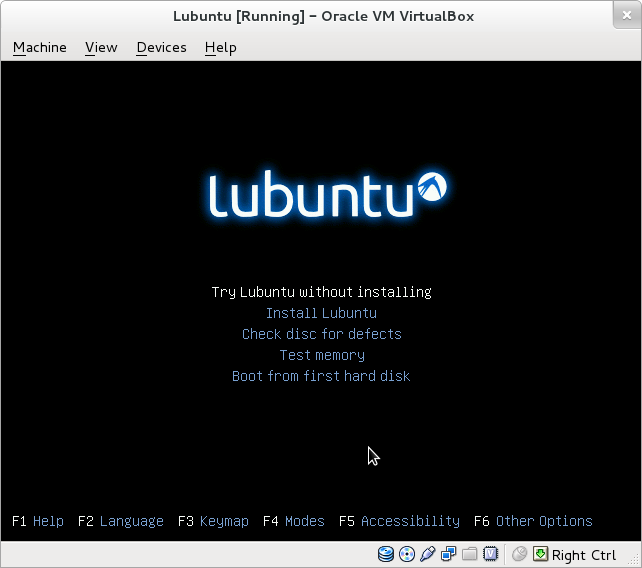 Lubuntu [Running] – Oracle VM VirtualBox
Machine View Devices Help
lubuntu
Try Lubuntu without installing
Install Lubuntu
Check disc for defects
Test memory
Boot from first hard disk
F1 Help F2 Language F3 Keymap F4 Modes F5 Accessibility F6 Other Options
Right Ctrl